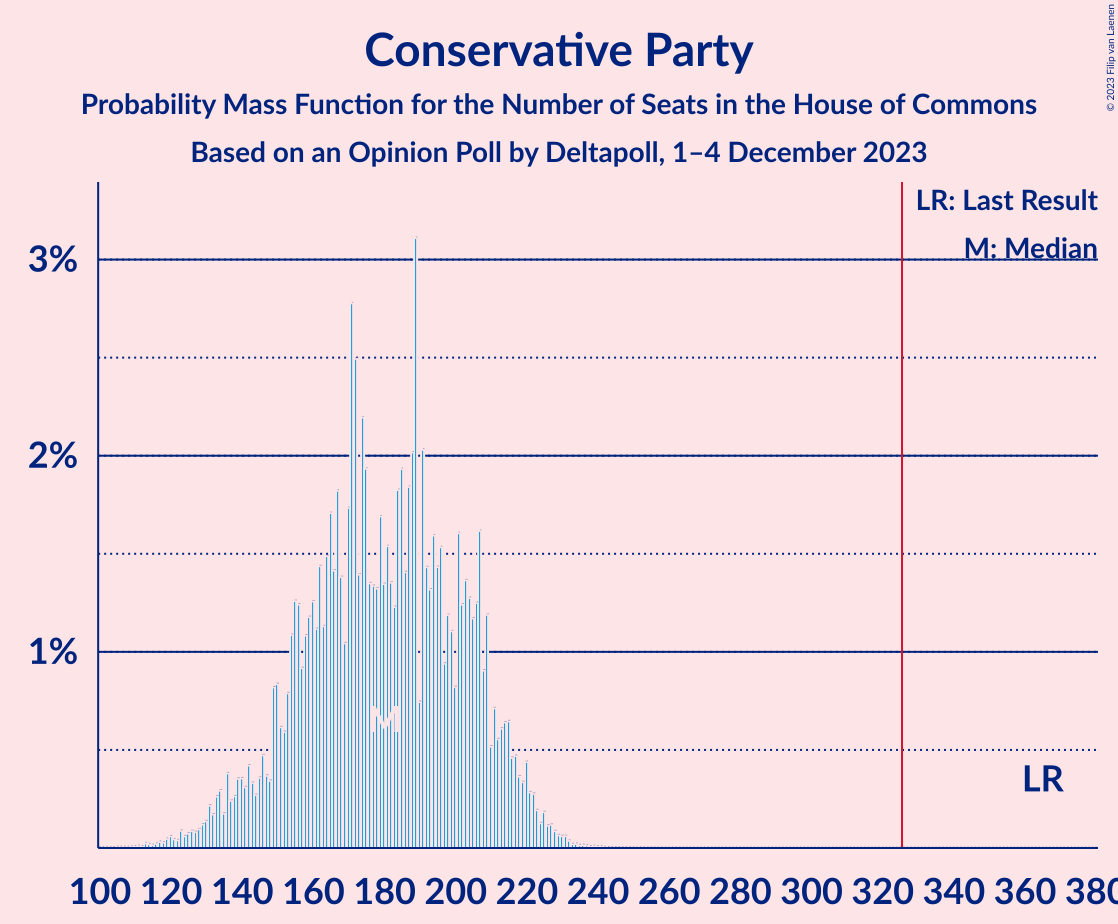 Conservative Party
Probability Mass Function for the Number of Seats in the House of Commons
Based on an Opinion Poll by Deltapoll, 1–4 December 2023
© 2023 Filip van Laenen
LR: Last Result
M: Median
3%
2%
1%
M
LR
100 120 140 160 180 200 220 240 260 280 300 320 340 360 380